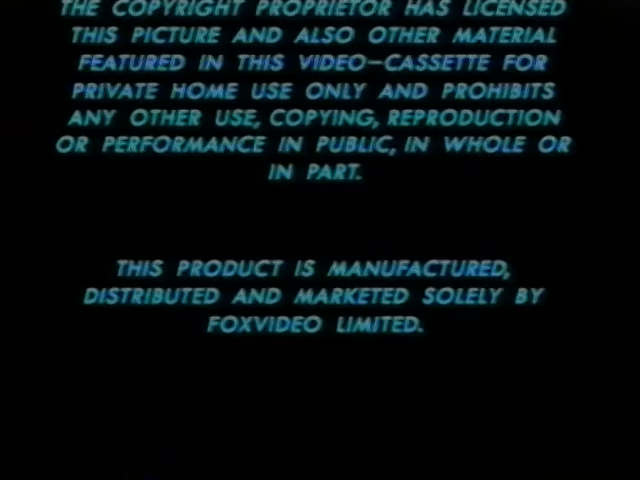 THE COPYRIGHT PROPRIETOR HAS LICENSED
THIS PICTURE AND ALSO OTHER MATERIAL
FEATURED IN THIS VIDEO-CASSETTE FOR
PRIVATE HOME USE ONLY AND PROHIBITS
ANY OTHER USE, COPYING, REPRODUCTION
OR PERFORMANCE IN PUBLIC, IN WHOLE OR
IN PART.
THIS PRODUCT IS MANUFACTURED,
DISTRIBUTED AND MARKETED SOLELY BY
FOXVIDEO LIMITED.